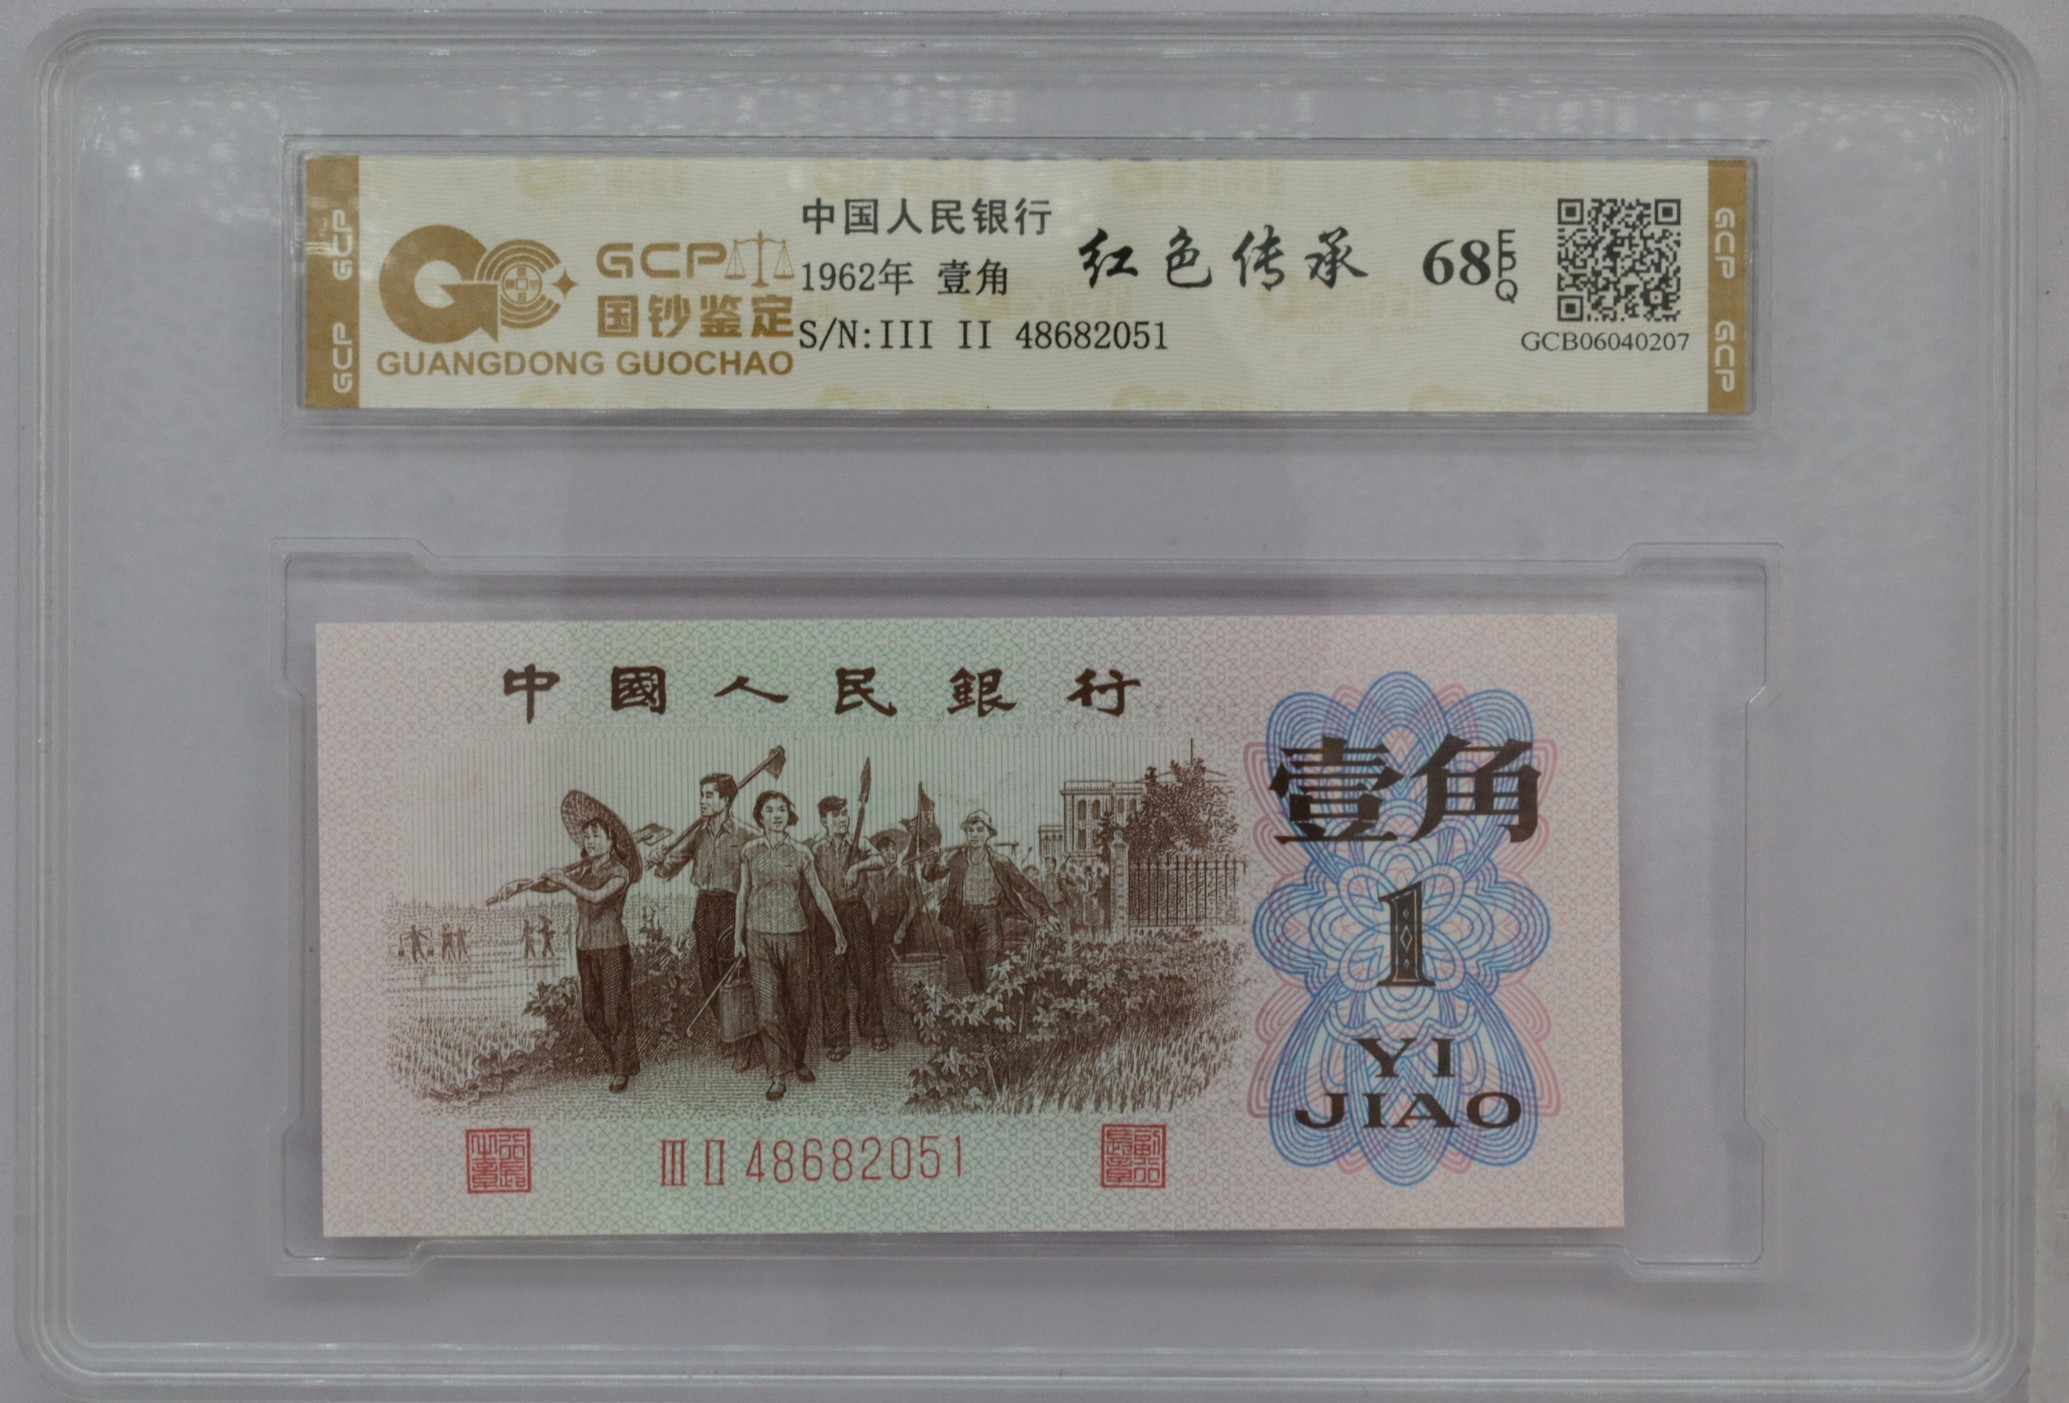 GCP
GCP
GCP
国钞鉴定
GUANGDONG GUOCHAO
中国人民银行
1962年 壹角
S/N:III II 48682051
红色传承
68 EPQ
GCB06040207
GCP
GCP
中國人民銀行
壹角
1
YI
JIAO
III II 48682051